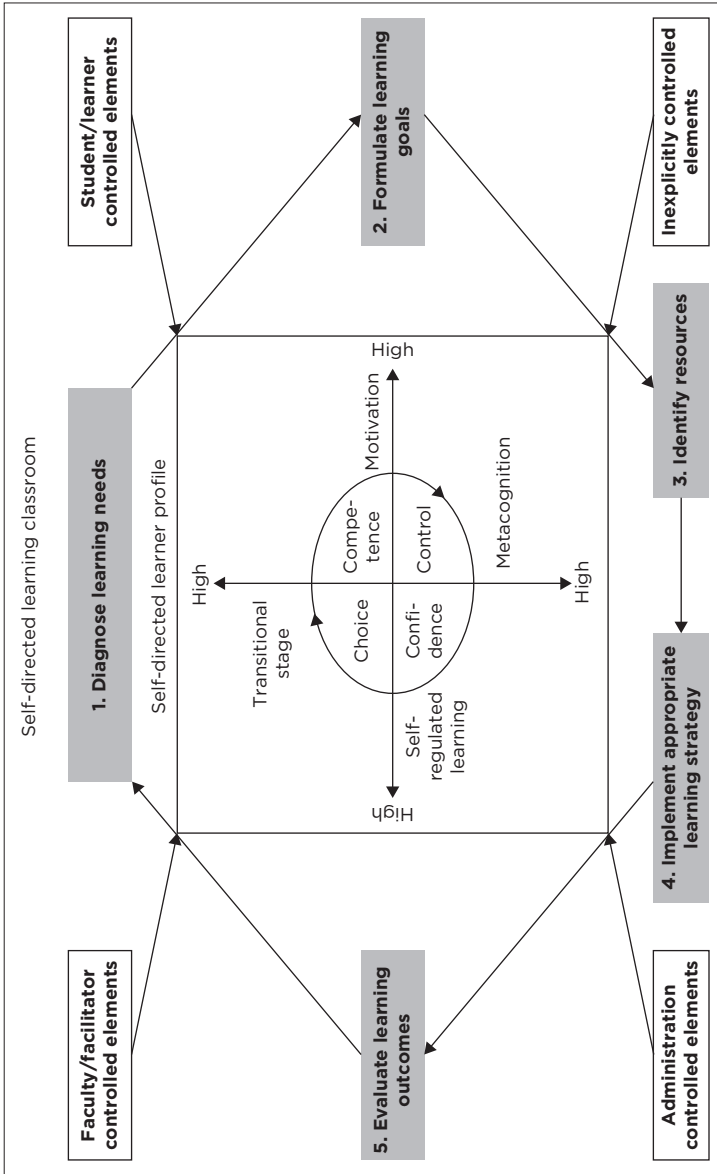 Self-directed learning classroom
Faculty/facilitator
controlled elements
1. Diagnose learning needs
Student/learner
controlled elements
Self-directed learner profile
High
Transitional
stage
Choice
Compe-
tence
High
Self-
regulated
learning
Motivation
High
Confi-
dence
Control
Metacognition
High
5. Evaluate learning
outcomes
2. Formulate learning
goals
Administration
controlled elements
4. Implement appropriate
learning strategy
3. Identify resources
Inexplicitly controlled
elements